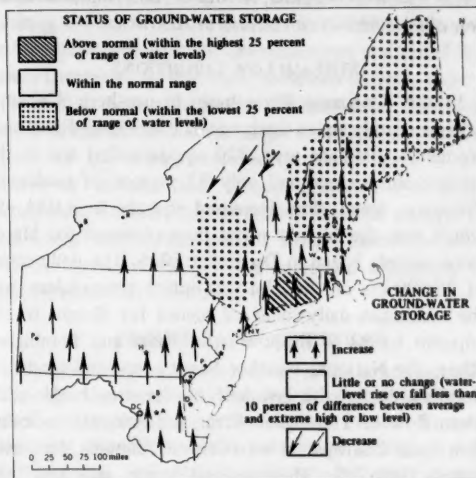 STATUS OF GROUND-WATER STORAGE
Above normal (within the highest 25 percent
of range of water levels)
Within the normal range
Below normal (within the lowest 25 percent
of range of water levels)
CHANGE IN
GROUND-WATER
STORAGE
Increase
Little or no change (water-
level rise or fall less than
10 percent of difference between average
and extreme high or low level)
Decrease
0 25 50 75 100 miles